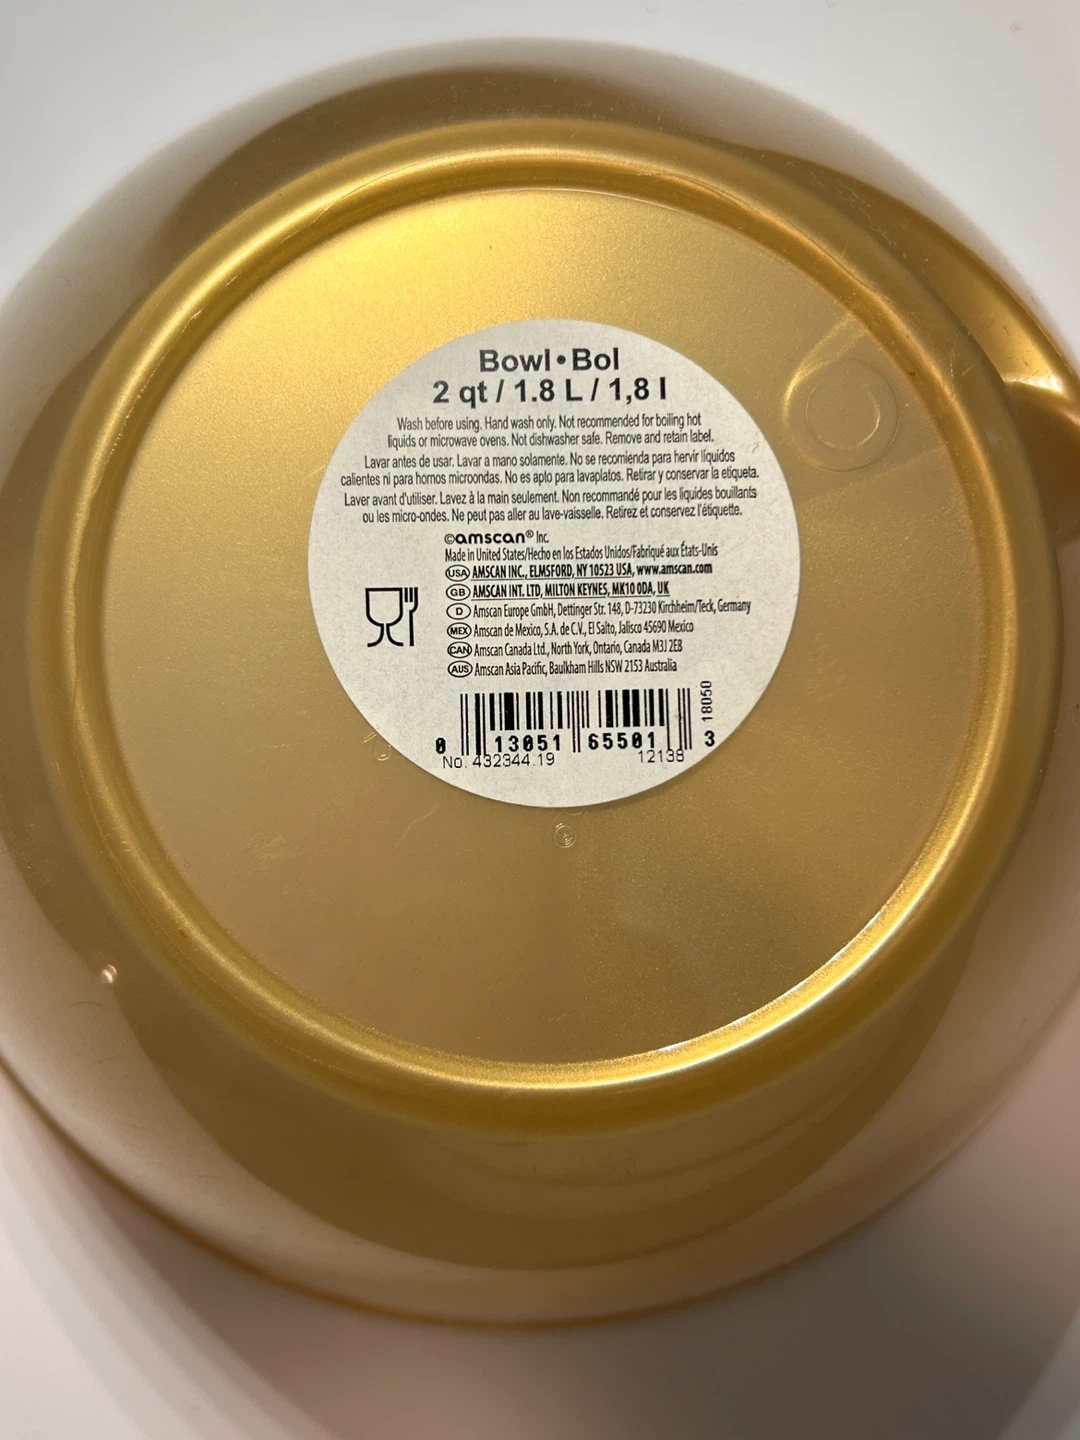 Bowl•Bol
2 qt / 1.8 L / 1,8 l
Wash before using. Hand wash only. Not recommended for boiling hot
liquids or microwave ovens. Not dishwasher safe. Remove and retain label.
Lavar antes de usar. Lavar a mano solamente. No se recomienda para hervir líquidos
calientes ni para hornos microondas. No es apto para lavaplatos. Retirar y conservar la etiqueta.
Laver avant d'utiliser. Lavez à la main seulement. Non recommandé pour les liquides bouillants
ou les micro-ondes. Ne peut pas aller au lave-vaisselle. Retirez et conservez l'étiquette.
©amscan® Inc.
Made in United States/Hecho en los Estados Unidos/Fabriqué aux États-Unis
USA AMSCAN INC., ELMSFORD, NY 10523 USA, www.amscan.com
GB AMSCAN INT. LTD, MILTON KEYNES, MK10 0DA, UK
D Amscan Europe GmbH, Dettinger Str. 148, D-73230 Kirchheim/Teck, Germany
MEX Amscan de Mexico, S.A. de C.V., El Salto, Jalisco 45690 Mexico
CAN Amscan Canada Ltd., North York, Ontario, Canada M3J 2E8
AUS Amscan Asia Pacific, Baulkham Hills NSW 2153 Australia
18050
0 13051 65501 3
No. 432344.19 12138